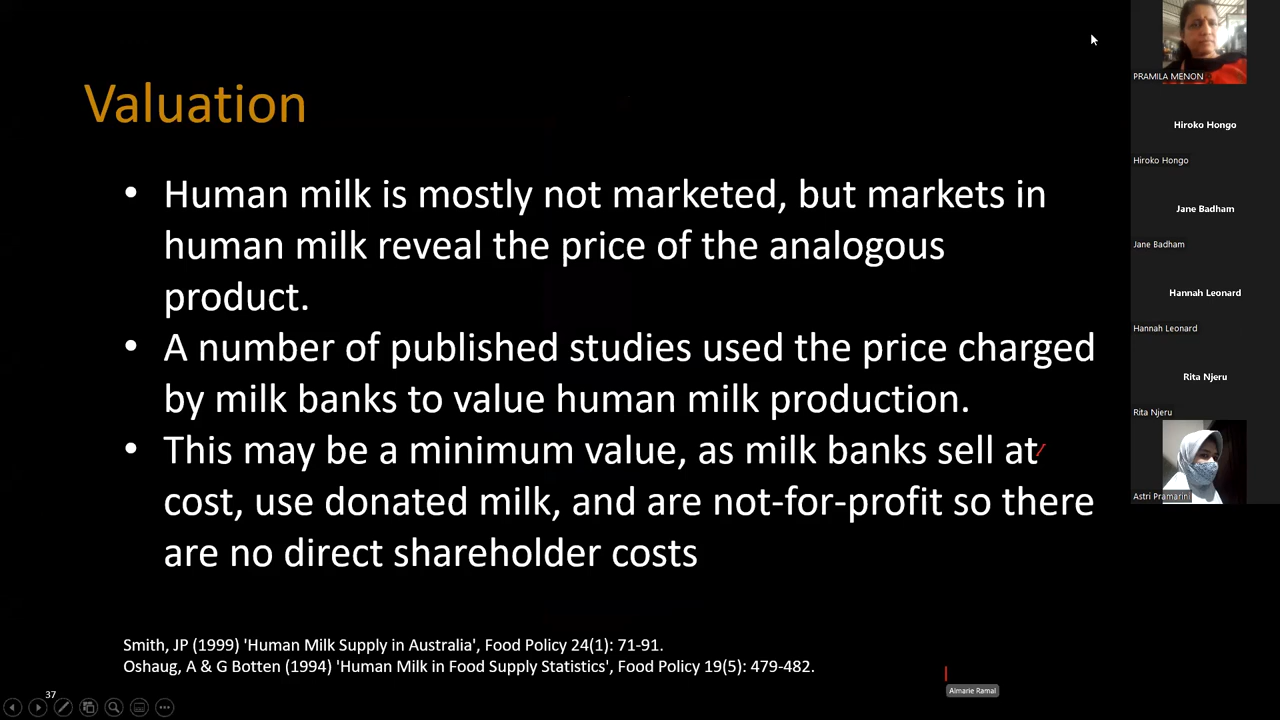 Valuation
• Human milk is mostly not marketed, but markets in
human milk reveal the price of the analogous
product.
• A number of published studies used the price charged
by milk banks to value human milk production.
• This may be a minimum value, as milk banks sell at
cost, use donated milk, and are not-for-profit so there
are no direct shareholder costs
Smith, JP (1999) 'Human Milk Supply in Australia', Food Policy 24(1): 71-91.
Oshaug, A & G Botten (1994) 'Human Milk in Food Supply Statistics', Food Policy 19(5): 479-482.
37
Almarie Ramal
PRAMILA MENON
Hiroko Hongo
Hiroko Hongo
Jane Badham
Jane Badham
Hannah Leonard
Hannah Leonard
Rita Njeru
Rita Njeru
Astri Pramarini